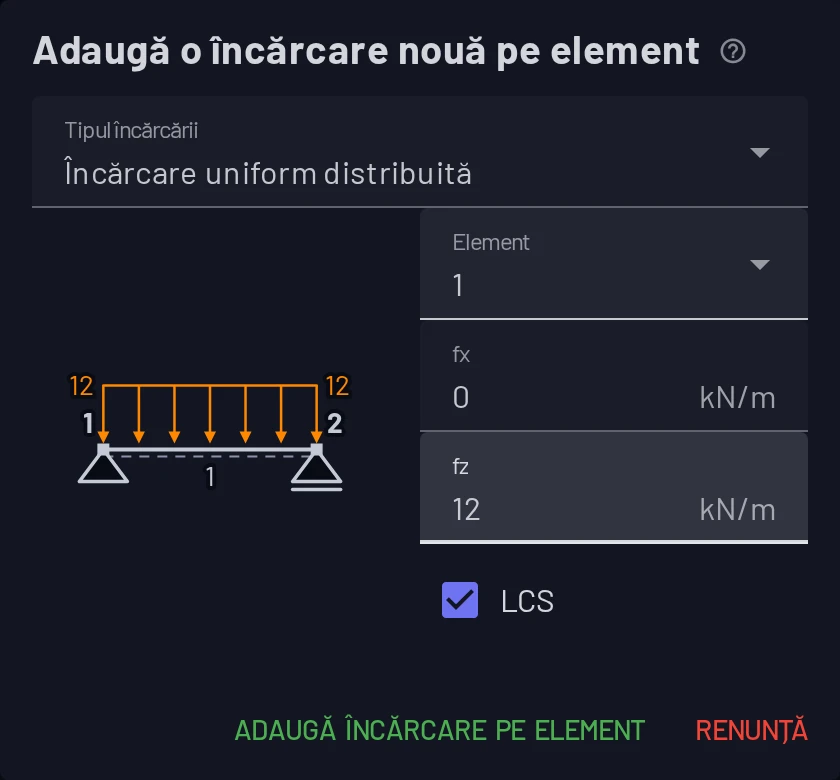 Adaugă o încărcare nouă pe element
Tipul încărcării
Încărcare uniform distribuită
Element
1
fx
0 kN/m
fz
12 kN/m
12 12
1 2
1
LCS
ADAUGĂ ÎNCĂRCARE PE ELEMENT RENUNȚĂ